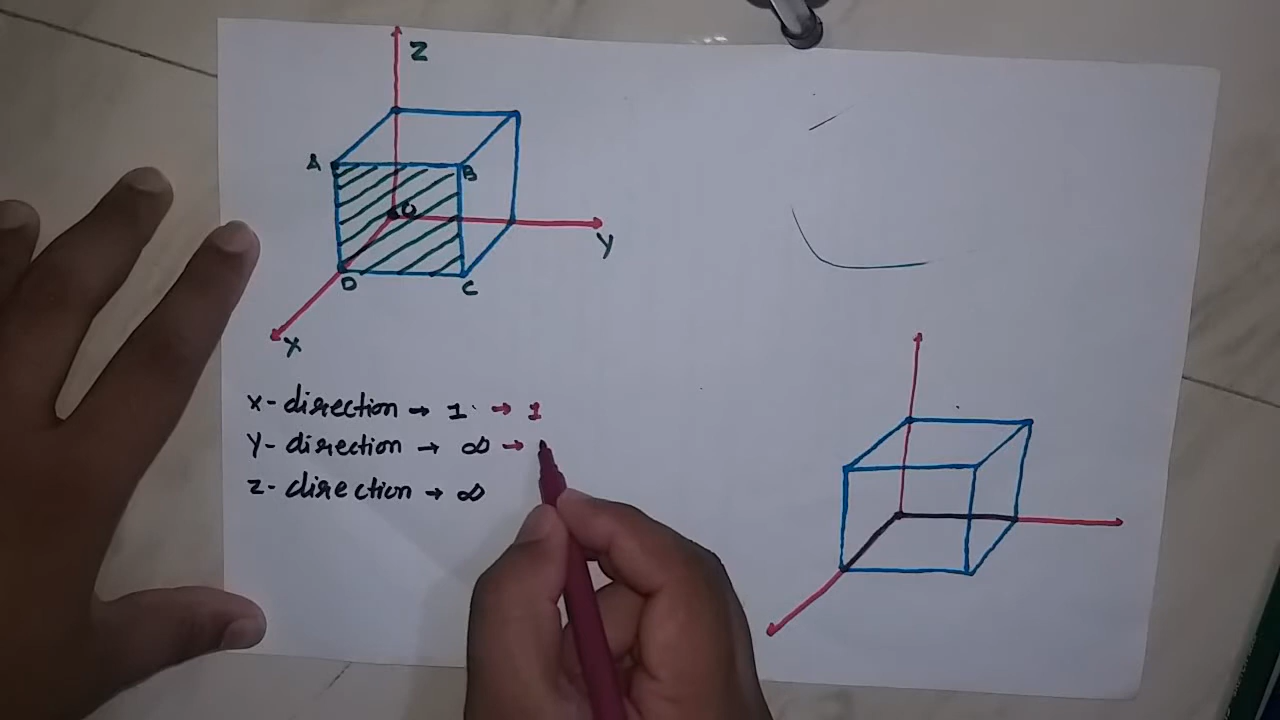 Z
A
B
O
Y
D
C
X
X-direction → 1. → 1
Y-direction → ∞ →
Z-direction → ∞